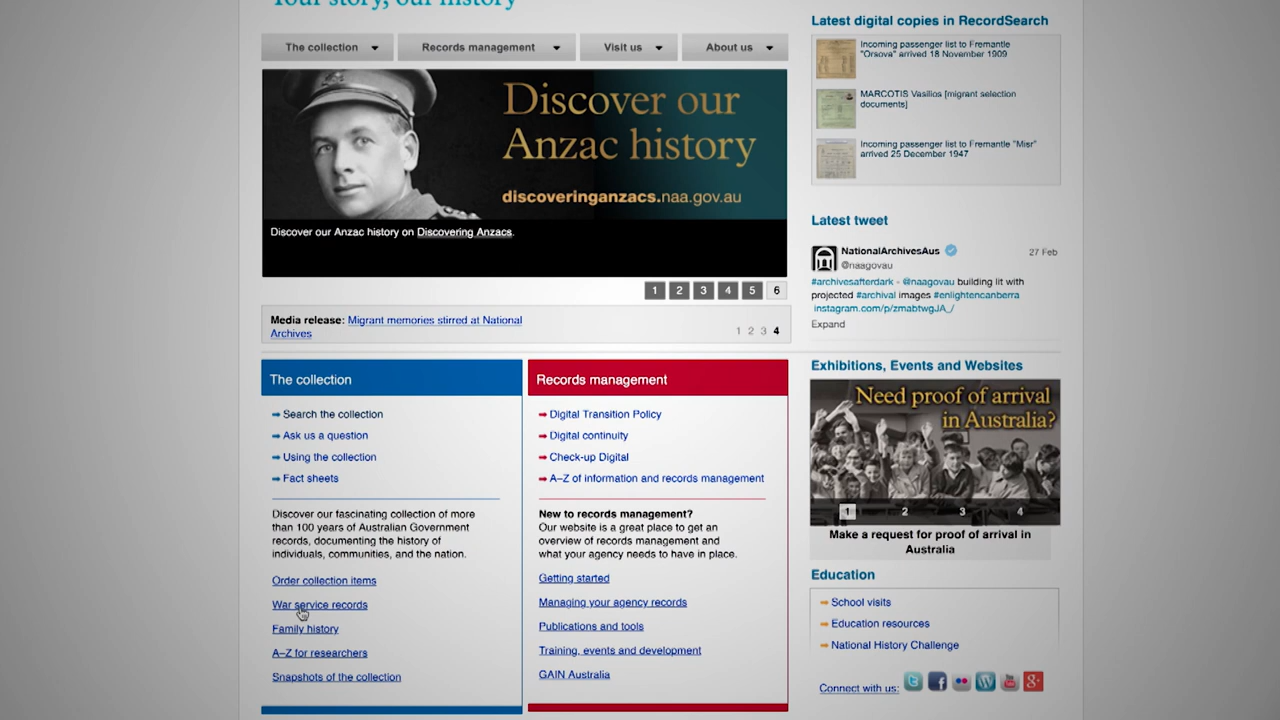 Your story, our history
The collection
Records management
Visit us
About us
Discover our
Anzac history
discoveringanzacs.naa.gov.au
Discover our Anzac history on Discovering Anzacs.
1 2 3 4 5 6
Media release: Migrant memories stirred at National
Archives
1 2 3 4
The collection
Search the collection
Ask us a question
Using the collection
Fact sheets
Discover our fascinating collection of more
than 100 years of Australian Government
records, documenting the history of
individuals, communities, and the nation.
Order collection items
War service records
Family history
A–Z for researchers
Snapshots of the collection
Records management
Digital Transition Policy
Digital continuity
Check-up Digital
A–Z of information and records management
New to records management?
Our website is a great place to get an
overview of records management and
what your agency needs to have in place.
Getting started
Managing your agency records
Publications and tools
Training, events and development
GAIN Australia
Latest digital copies in RecordSearch
Incoming passenger list to Fremantle
"Orsova" arrived 18 November 1909
MARCOTIS Vasilios [migrant selection
documents]
Incoming passenger list to Fremantle "Misr"
arrived 25 December 1947
Latest tweet
NationalArchivesAus 27 Feb
@naagovau
#archivesafterdark - @naagovau building lit with
projected #archival images #enlightencanberra
instagram.com/p/zmabtwgJA_/
Expand
Exhibitions, Events and Websites
Need proof of arrival
in Australia?
1 2 3 4
Make a request for proof of arrival in
Australia
Education
School visits
Education resources
National History Challenge
Connect with us: